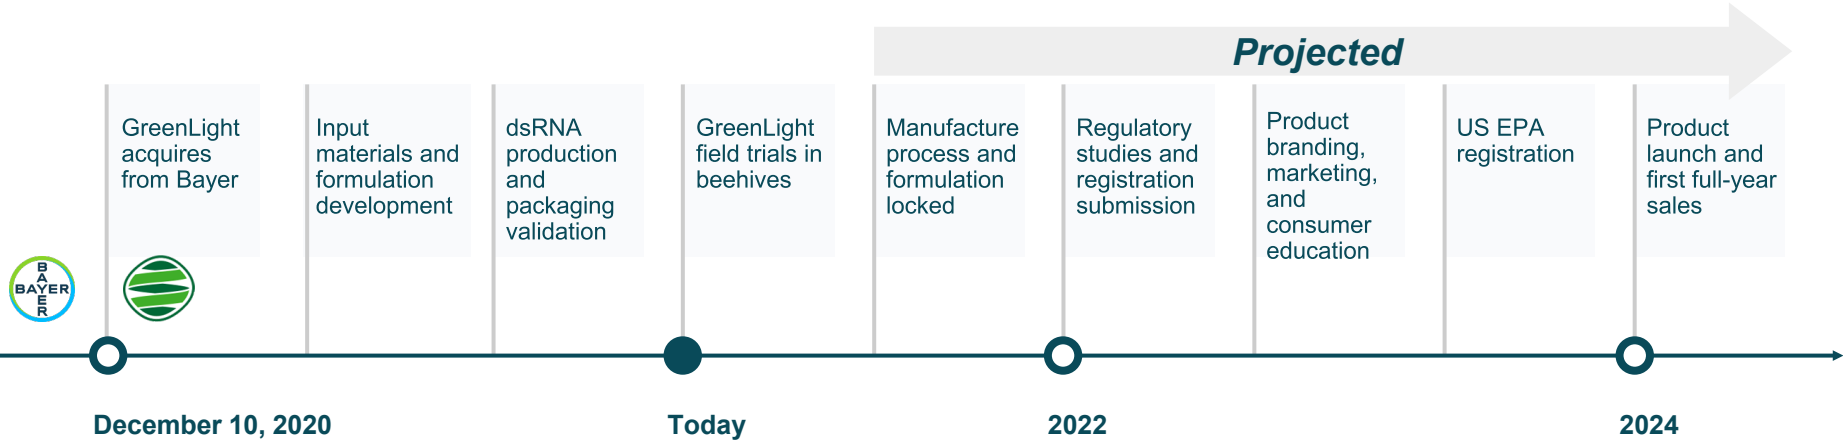 Projected
GreenLight
acquires
from Bayer
Input
materials and
formulation
development
dsRNA
production
and
packaging
validation
GreenLight
field trials in
beehives
Manufacture
process and
formulation
locked
Regulatory
studies and
registration
submission
Product
branding,
marketing,
and
consumer
education
US EPA
registration
Product
launch and
first full-year
sales
BAYER
BAYER
December 10, 2020
Today
2022
2024